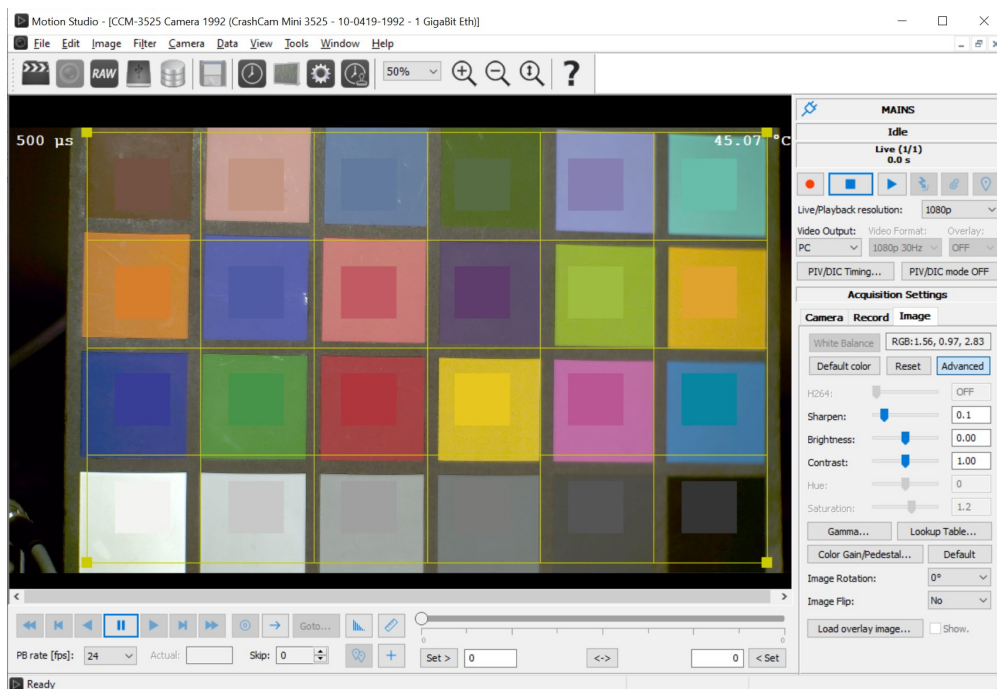 Motion Studio - [CCM-3525 Camera 1992 (CrashCam Mini 3525 - 10-0419-1992 - 1 GigaBit Eth)]
File Edit Image Filter Camera Data View Tools Window Help
RAW 50% ?
500 µs 45.07 °C
MAINS
Idle
Live (1/1)
0.0 s
Live/Playback resolution: 1080p
Video Output: Video Format: Overlay:
PC 1080p 30Hz OFF
PIV/DIC Timing... PIV/DIC mode OFF
Acquisition Settings
Camera Record Image
White Balance RGB:1.56, 0.97, 2.83
Default color Reset Advanced
H264: OFF
Sharpen: 0.1
Brightness: 0.00
Contrast: 1.00
Hue: 0
Saturation: 1.2
Gamma... Lookup Table...
Color Gain/Pedestal... Default
Image Rotation: 0°
Image Flip: No
Load overlay image... Show.
Goto... 0 0
PB rate [fps]: 24 Actual: Skip: 0 Set > 0 <-> 0 < Set
Ready